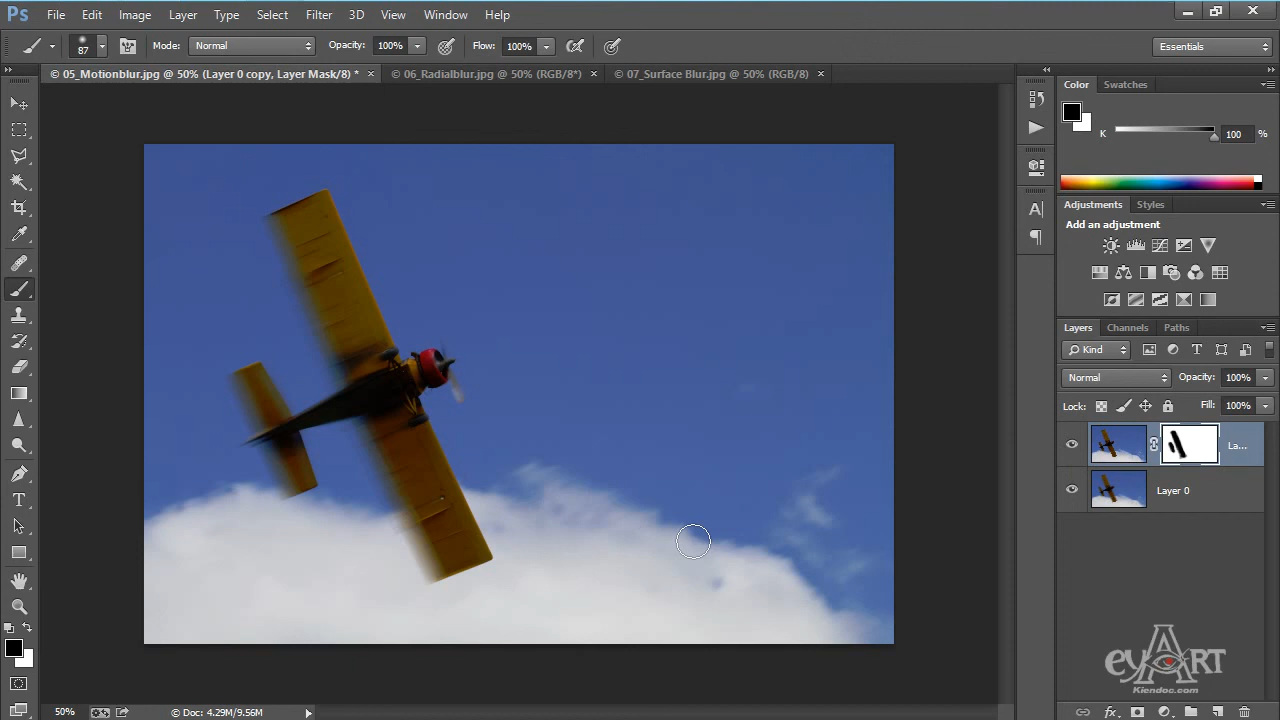 Ps File Edit Image Layer Type Select Filter 3D View Window Help
87 Mode: Normal Opacity: 100% Flow: 100% Essentials
© 05_Motionblur.jpg @ 50% (Layer 0 copy, Layer Mask/8) * × © 06_Radialblur.jpg @ 50% (RGB/8*) × © 07_Surface Blur.jpg @ 50% (RGB/8) ×
Color Swatches
K 100 %
Adjustments Styles
Add an adjustment
Layers Channels Paths
Kind
Normal Opacity: 100%
Lock: Fill: 100%
La...
Layer 0
eyART
Kiendoc.com
50% © Doc: 4.29M/9.56M